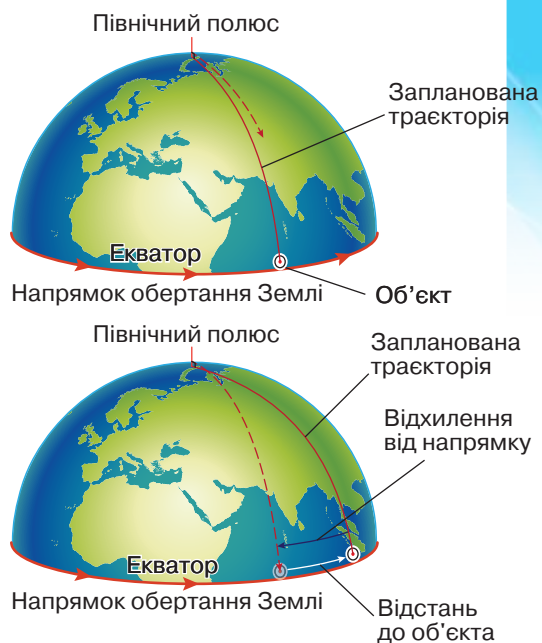 Північний полюс
Запланована
траєкторія
Екватор
Напрямок обертання Землі
Об’єкт
Північний полюс
Запланована
траєкторія
Відхилення
від напрямку
Екватор
Напрямок обертання Землі
Відстань
до об’єкта